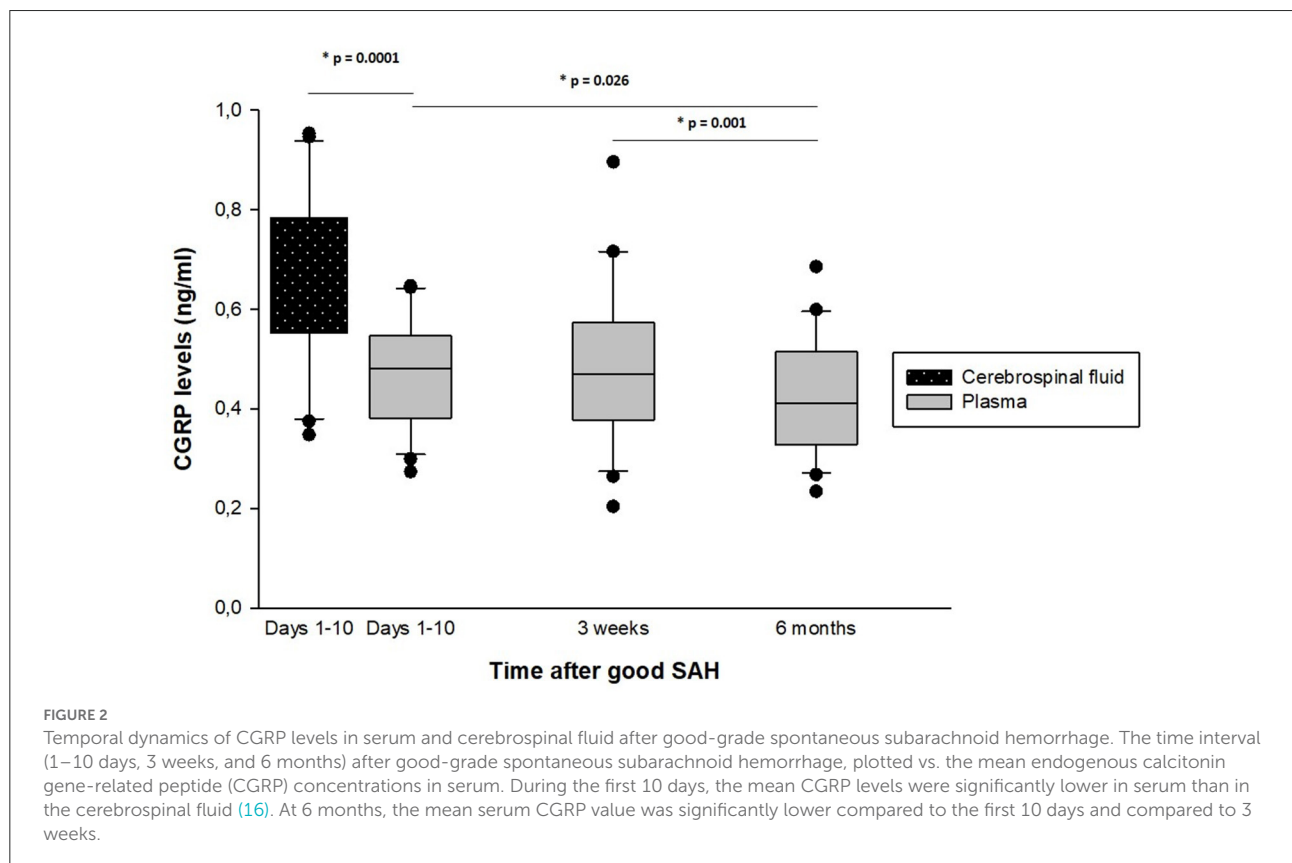 * p = 0.0001
* p = 0.026
* p = 0.001
1,0
0,8
0,6
0,4
0,2
0,0
CGRP levels (ng/ml)
Cerebrospinal fluid
Plasma
Days 1-10 Days 1-10 3 weeks 6 months
Time after good SAH
FIGURE 2
Temporal dynamics of CGRP levels in serum and cerebrospinal fluid after good-grade spontaneous subarachnoid hemorrhage. The time interval
(1–10 days, 3 weeks, and 6 months) after good-grade spontaneous subarachnoid hemorrhage, plotted vs. the mean endogenous calcitonin
gene-related peptide (CGRP) concentrations in serum. During the first 10 days, the mean CGRP levels were significantly lower in serum than in
the cerebrospinal fluid (16). At 6 months, the mean serum CGRP value was significantly lower compared to the first 10 days and compared to 3
weeks.